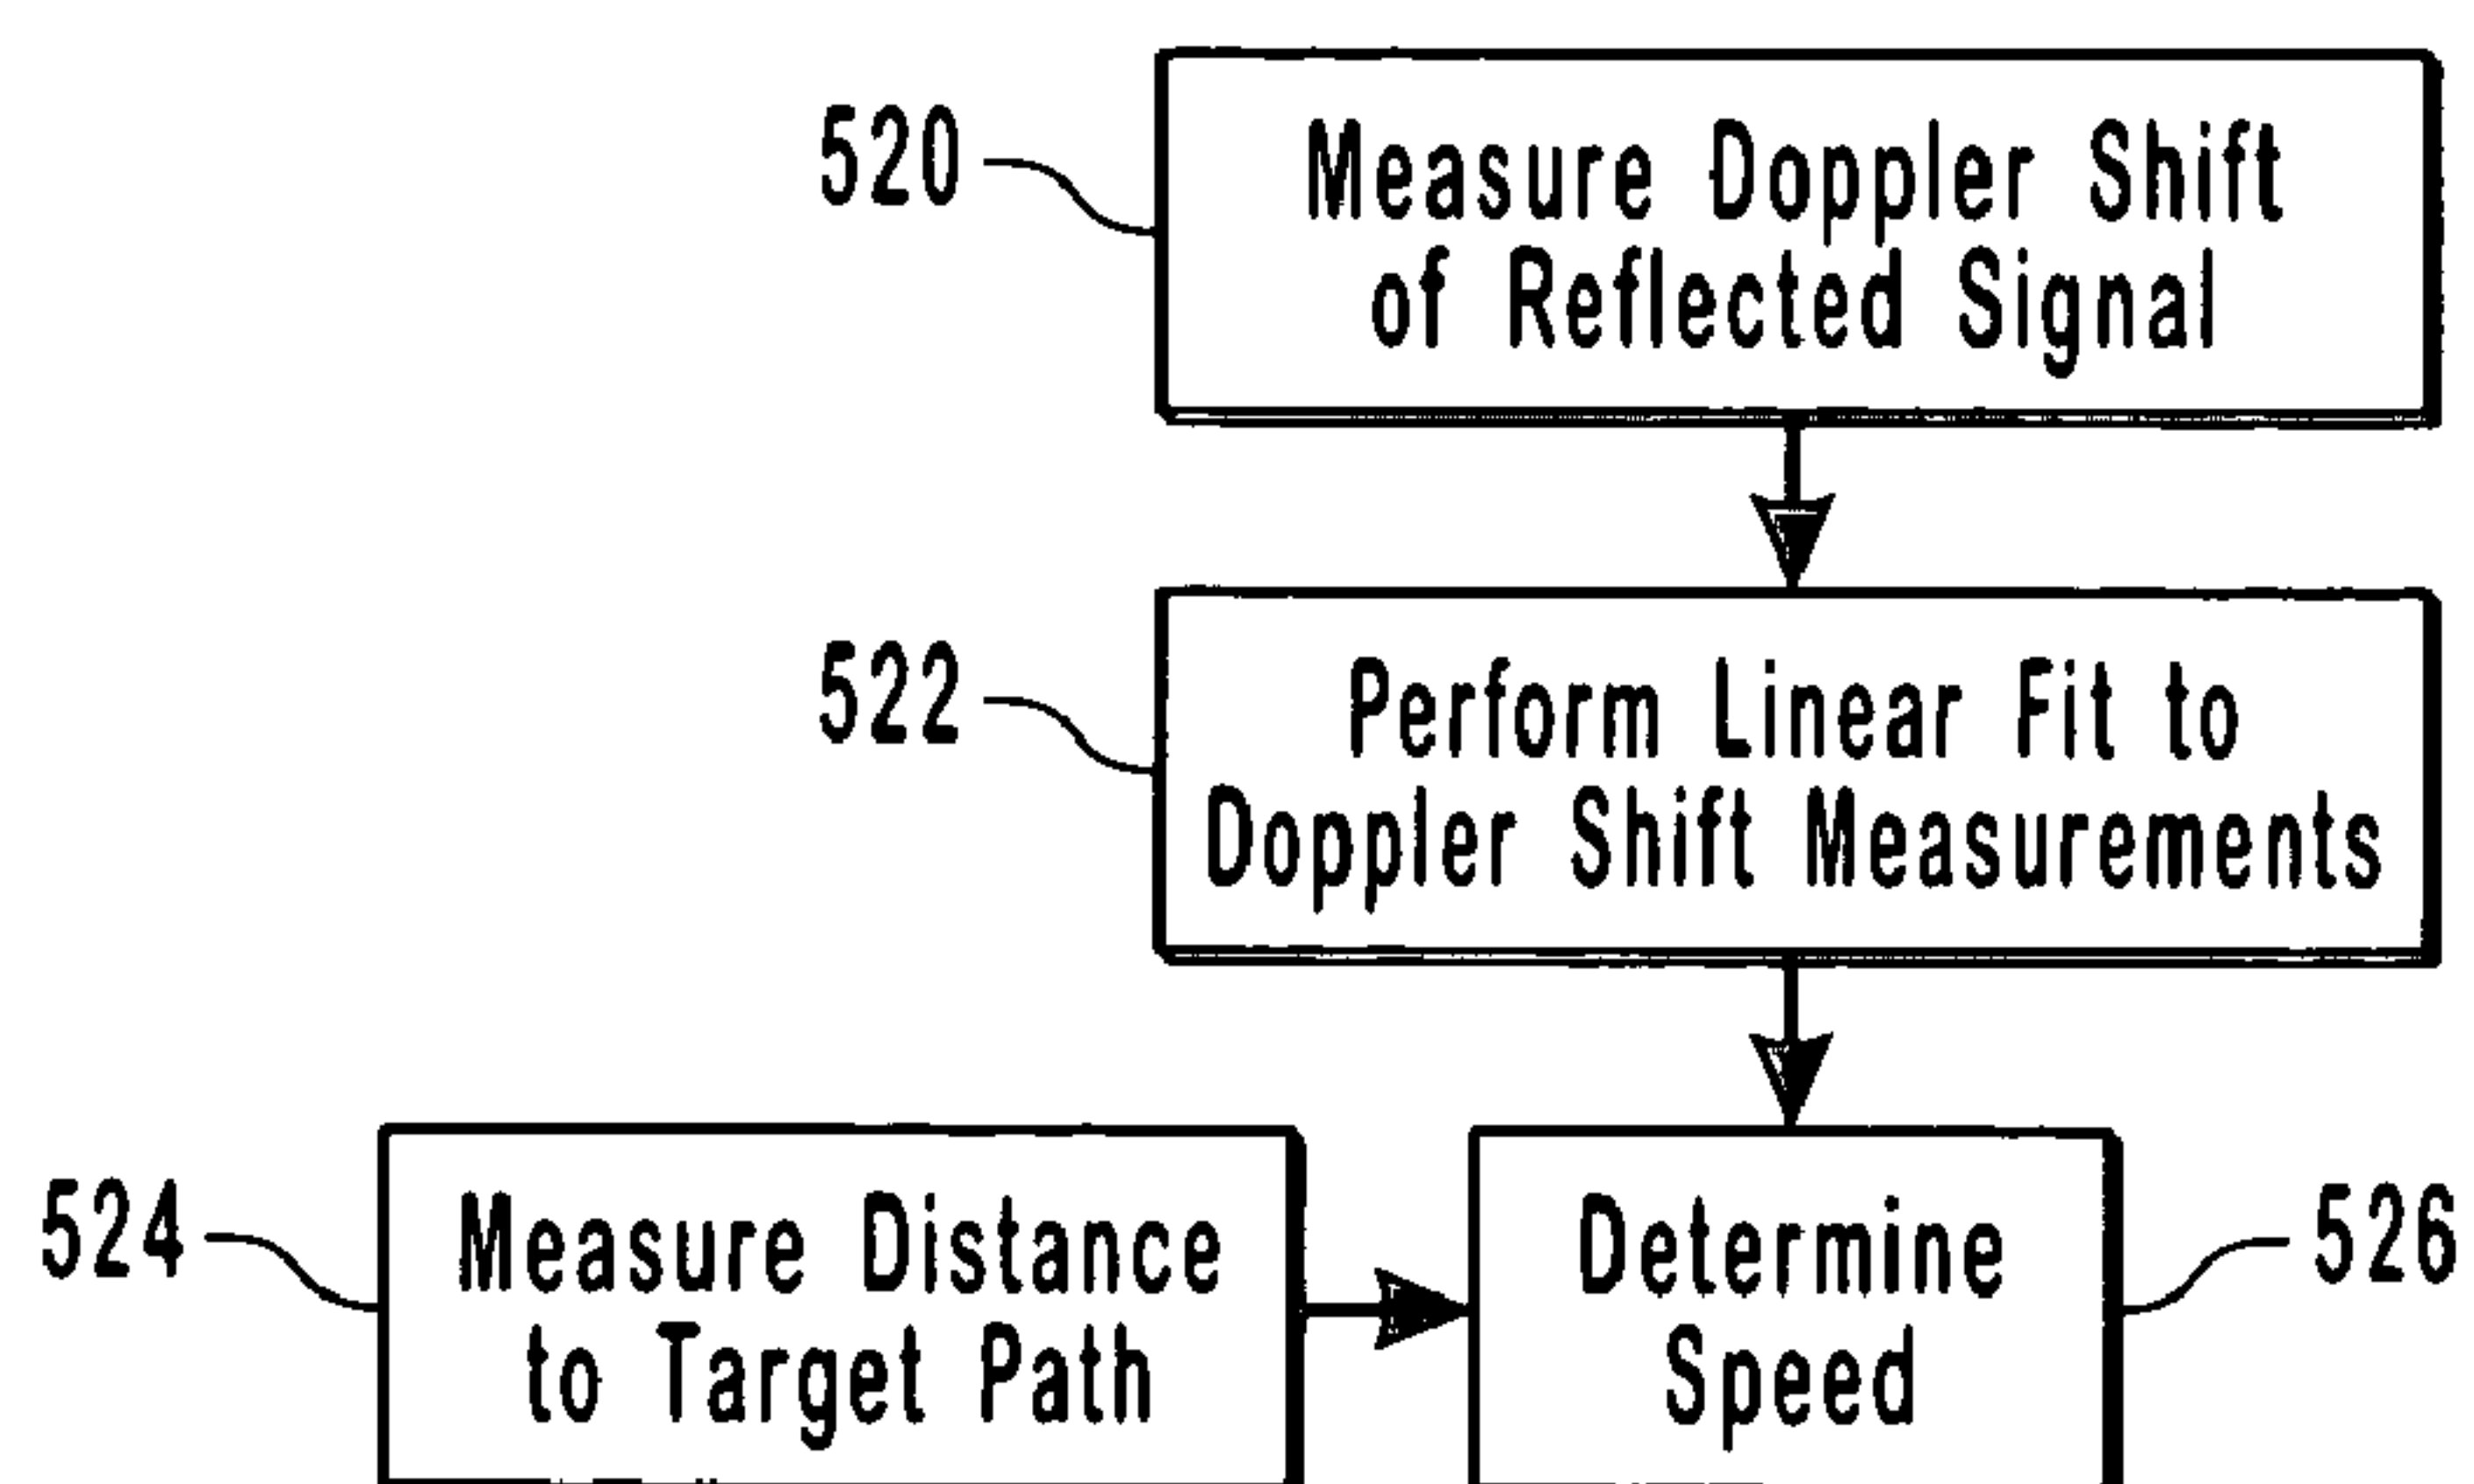 520
Measure Doppler Shift
of Reflected Signal
522
Perform Linear Fit to
Doppler Shift Measurements
524
Measure Distance
to Target Path
Determine
Speed
526